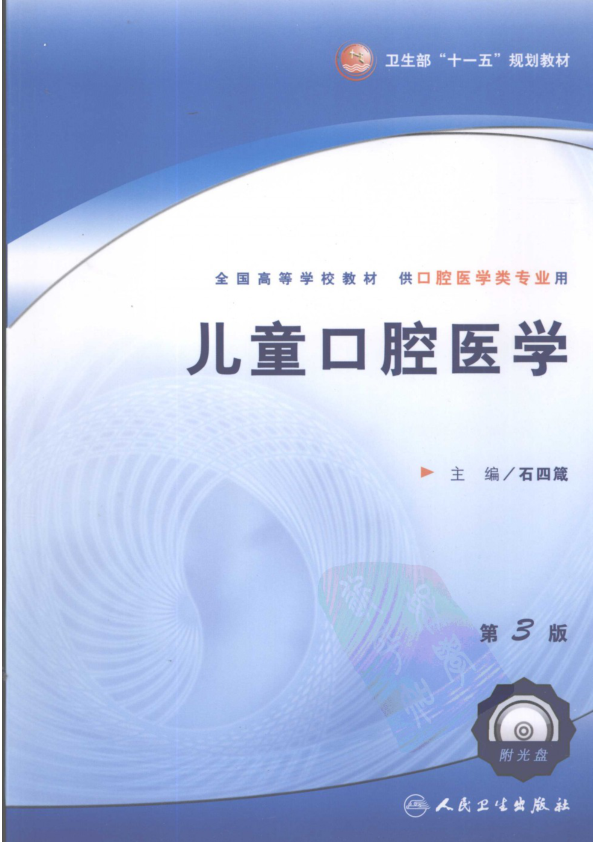 卫生部“十一五”规划教材
全国高等学校教材 供口腔医学类专业用
儿童口腔医学
主 编/石四箴
第3版
附光盘
人民卫生出版社